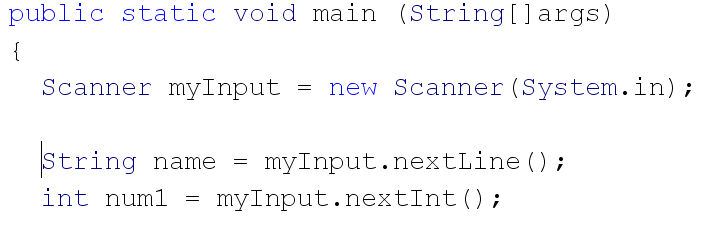 public static void main (String[]args)
{
Scanner myInput = new Scanner(System.in);
String name = myInput.nextLine();
int num1 = myInput.nextInt();